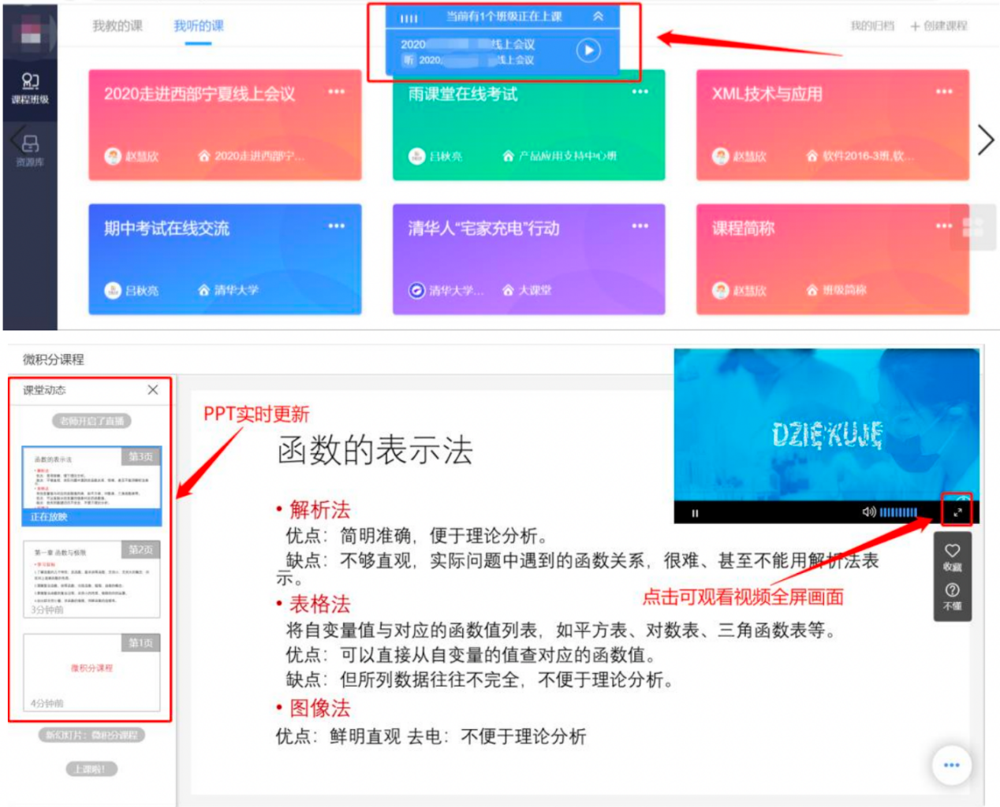 我教的课
我听的课
当前有1个班级正在上课
我的归档
+ 创建课程
2020
线上会议
听 2020
线上会议
课程班级
资源库
2020走进西部宁夏线上会议
赵慧欣
2020走进西部宁...
雨课堂在线考试
吕秋亮
产品应用支持中心班
XML技术与应用
赵慧欣
软件2016-3班,软...
期中考试在线交流
吕秋亮
清华大学
清华人“宅家充电”行动
清华大学...
大课堂
课程简称
赵慧欣
班级简称
微积分课程
课堂动态
老师开启了直播
第3页
函数的表示法
正在放映
第2页
第一章 函数与极限
3分钟前
第1页
微积分课程
4分钟前
新幻灯片：微积分课程
上课啦！
PPT实时更新
函数的表示法
• 解析法
优点：简明准确，便于理论分析。
缺点：不够直观，实际问题中遇到的函数关系，很难、甚至不能用解析法表
示。
• 表格法
将自变量值与对应的函数值列表，如平方表、对数表、三角函数表等。
优点：可以直接从自变量的值查对应的函数值。
缺点：但所列数据往往不完全，不便于理论分析。
• 图像法
优点：鲜明直观 去电：不便于理论分析
DZIĘKUJĘ
点击可观看视频全屏画面
收藏
不懂